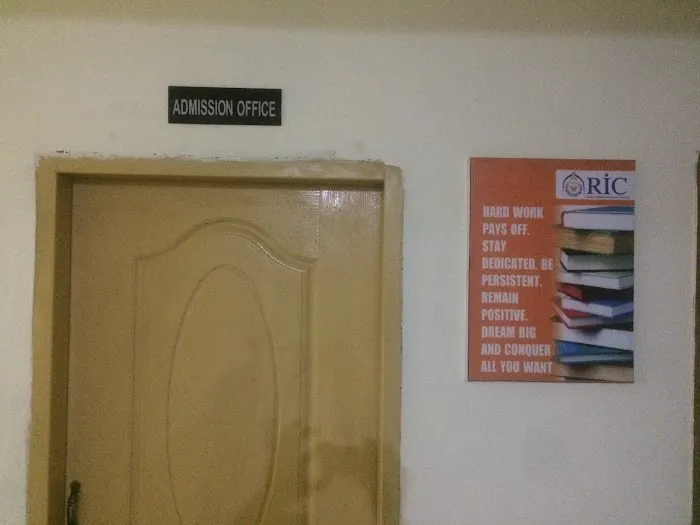 ADMISSION OFFICE
RIC
HARD WORK
PAYS OFF.
STAY
DEDICATED. BE
PERSISTENT.
REMAIN
POSITIVE.
DREAM BIG
AND CONQUER
ALL YOU WANT